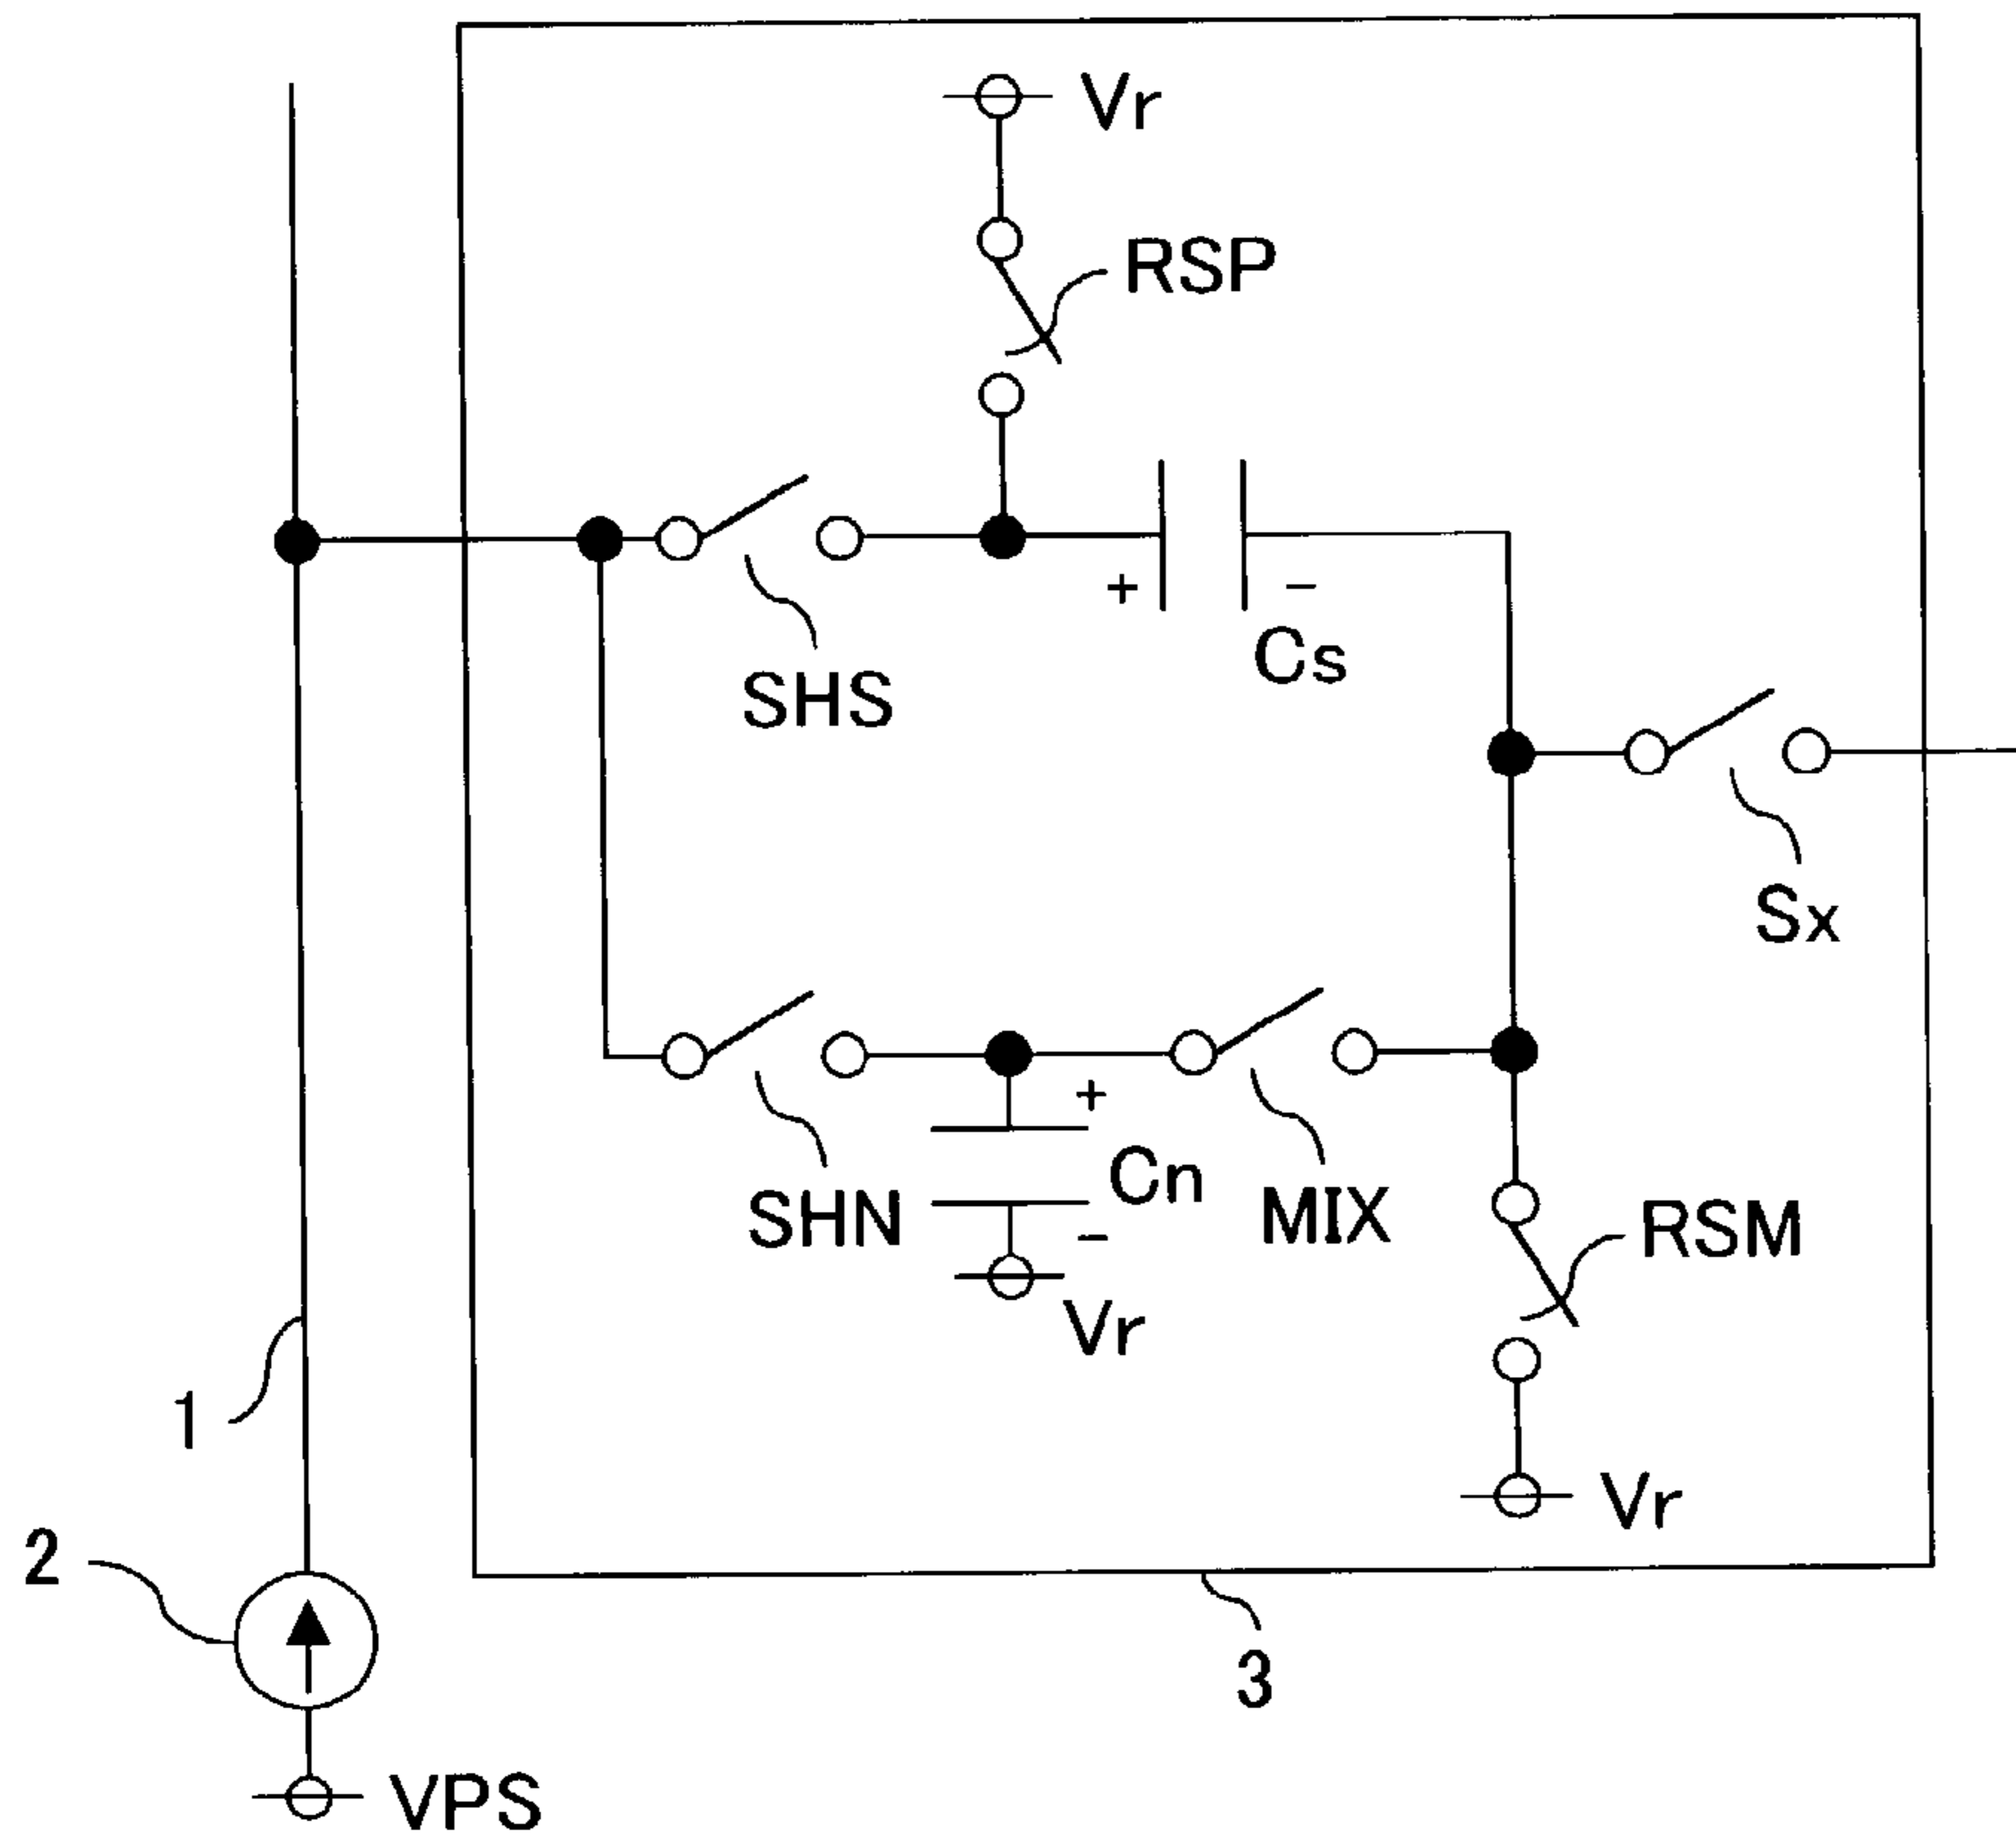 Vr
RSP
+
−
Cs
SHS
Sx
+
Cn
SHN
MIX
RSM
−
Vr
1
Vr
2
3
VPS